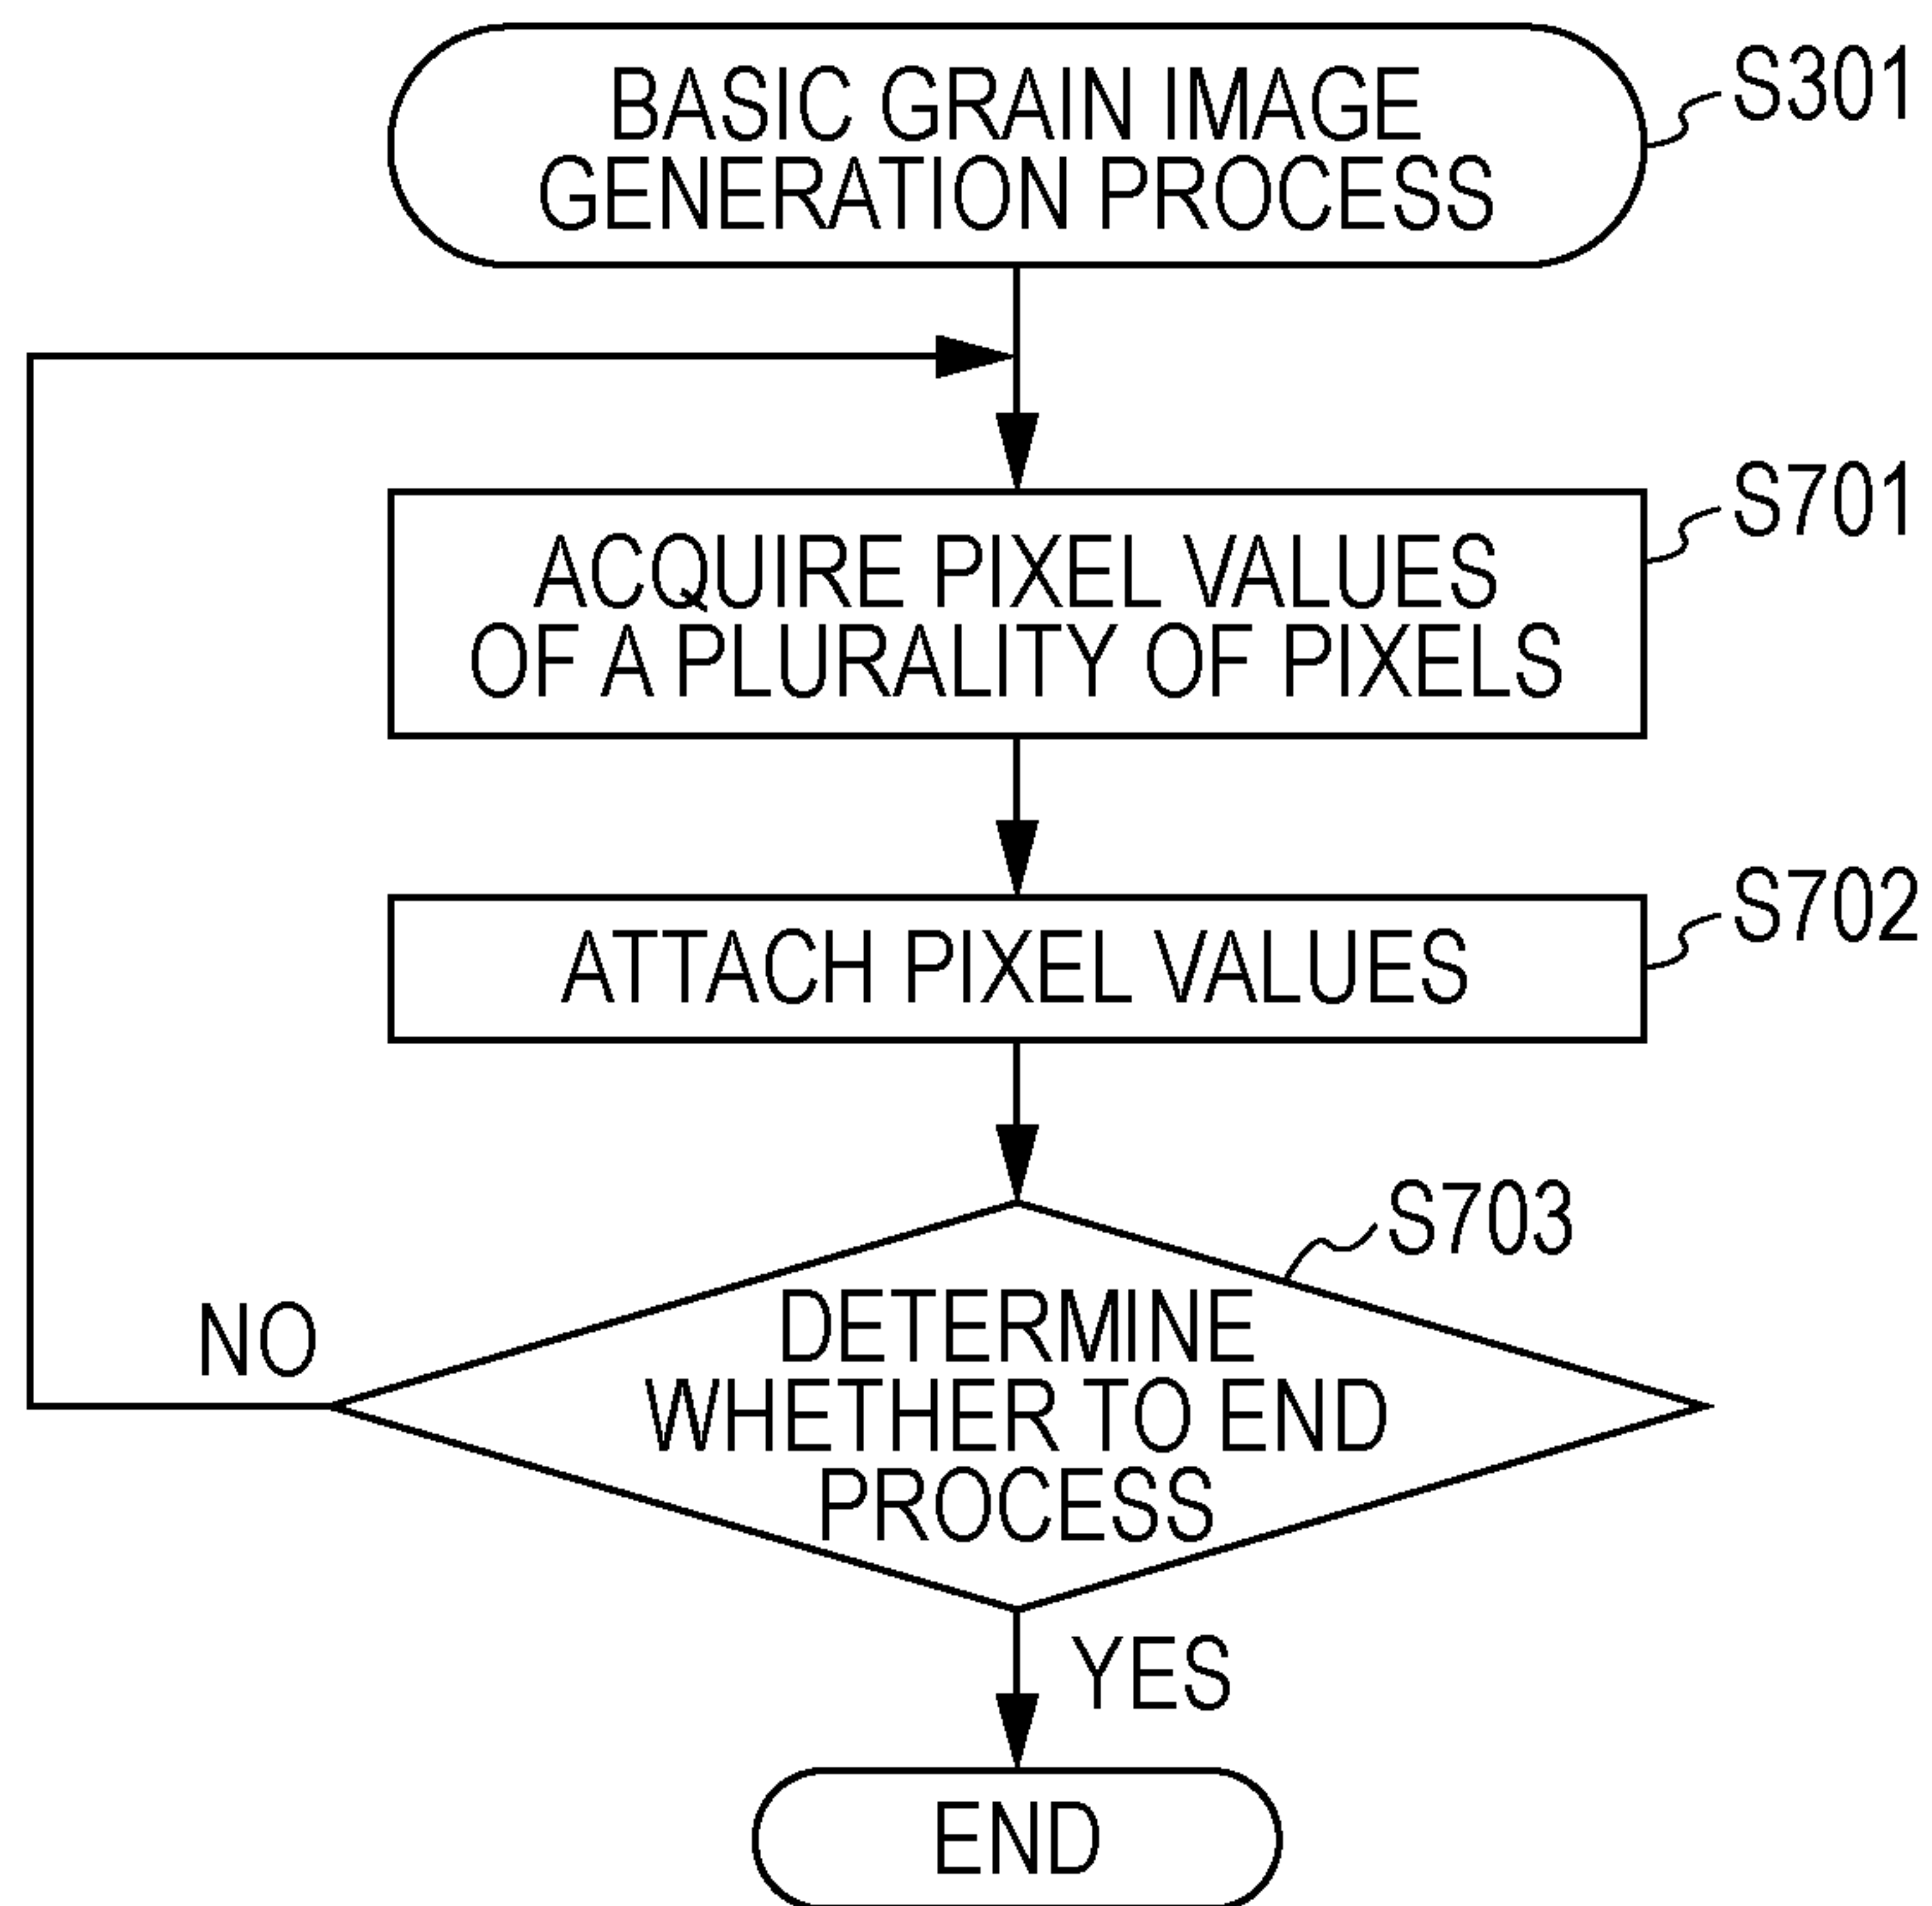 BASIC GRAIN IMAGE
GENERATION PROCESS
S301
ACQUIRE PIXEL VALUES
OF A PLURALITY OF PIXELS
S701
ATTACH PIXEL VALUES
S702
S703
DETERMINE
WHETHER TO END
PROCESS
NO
YES
END